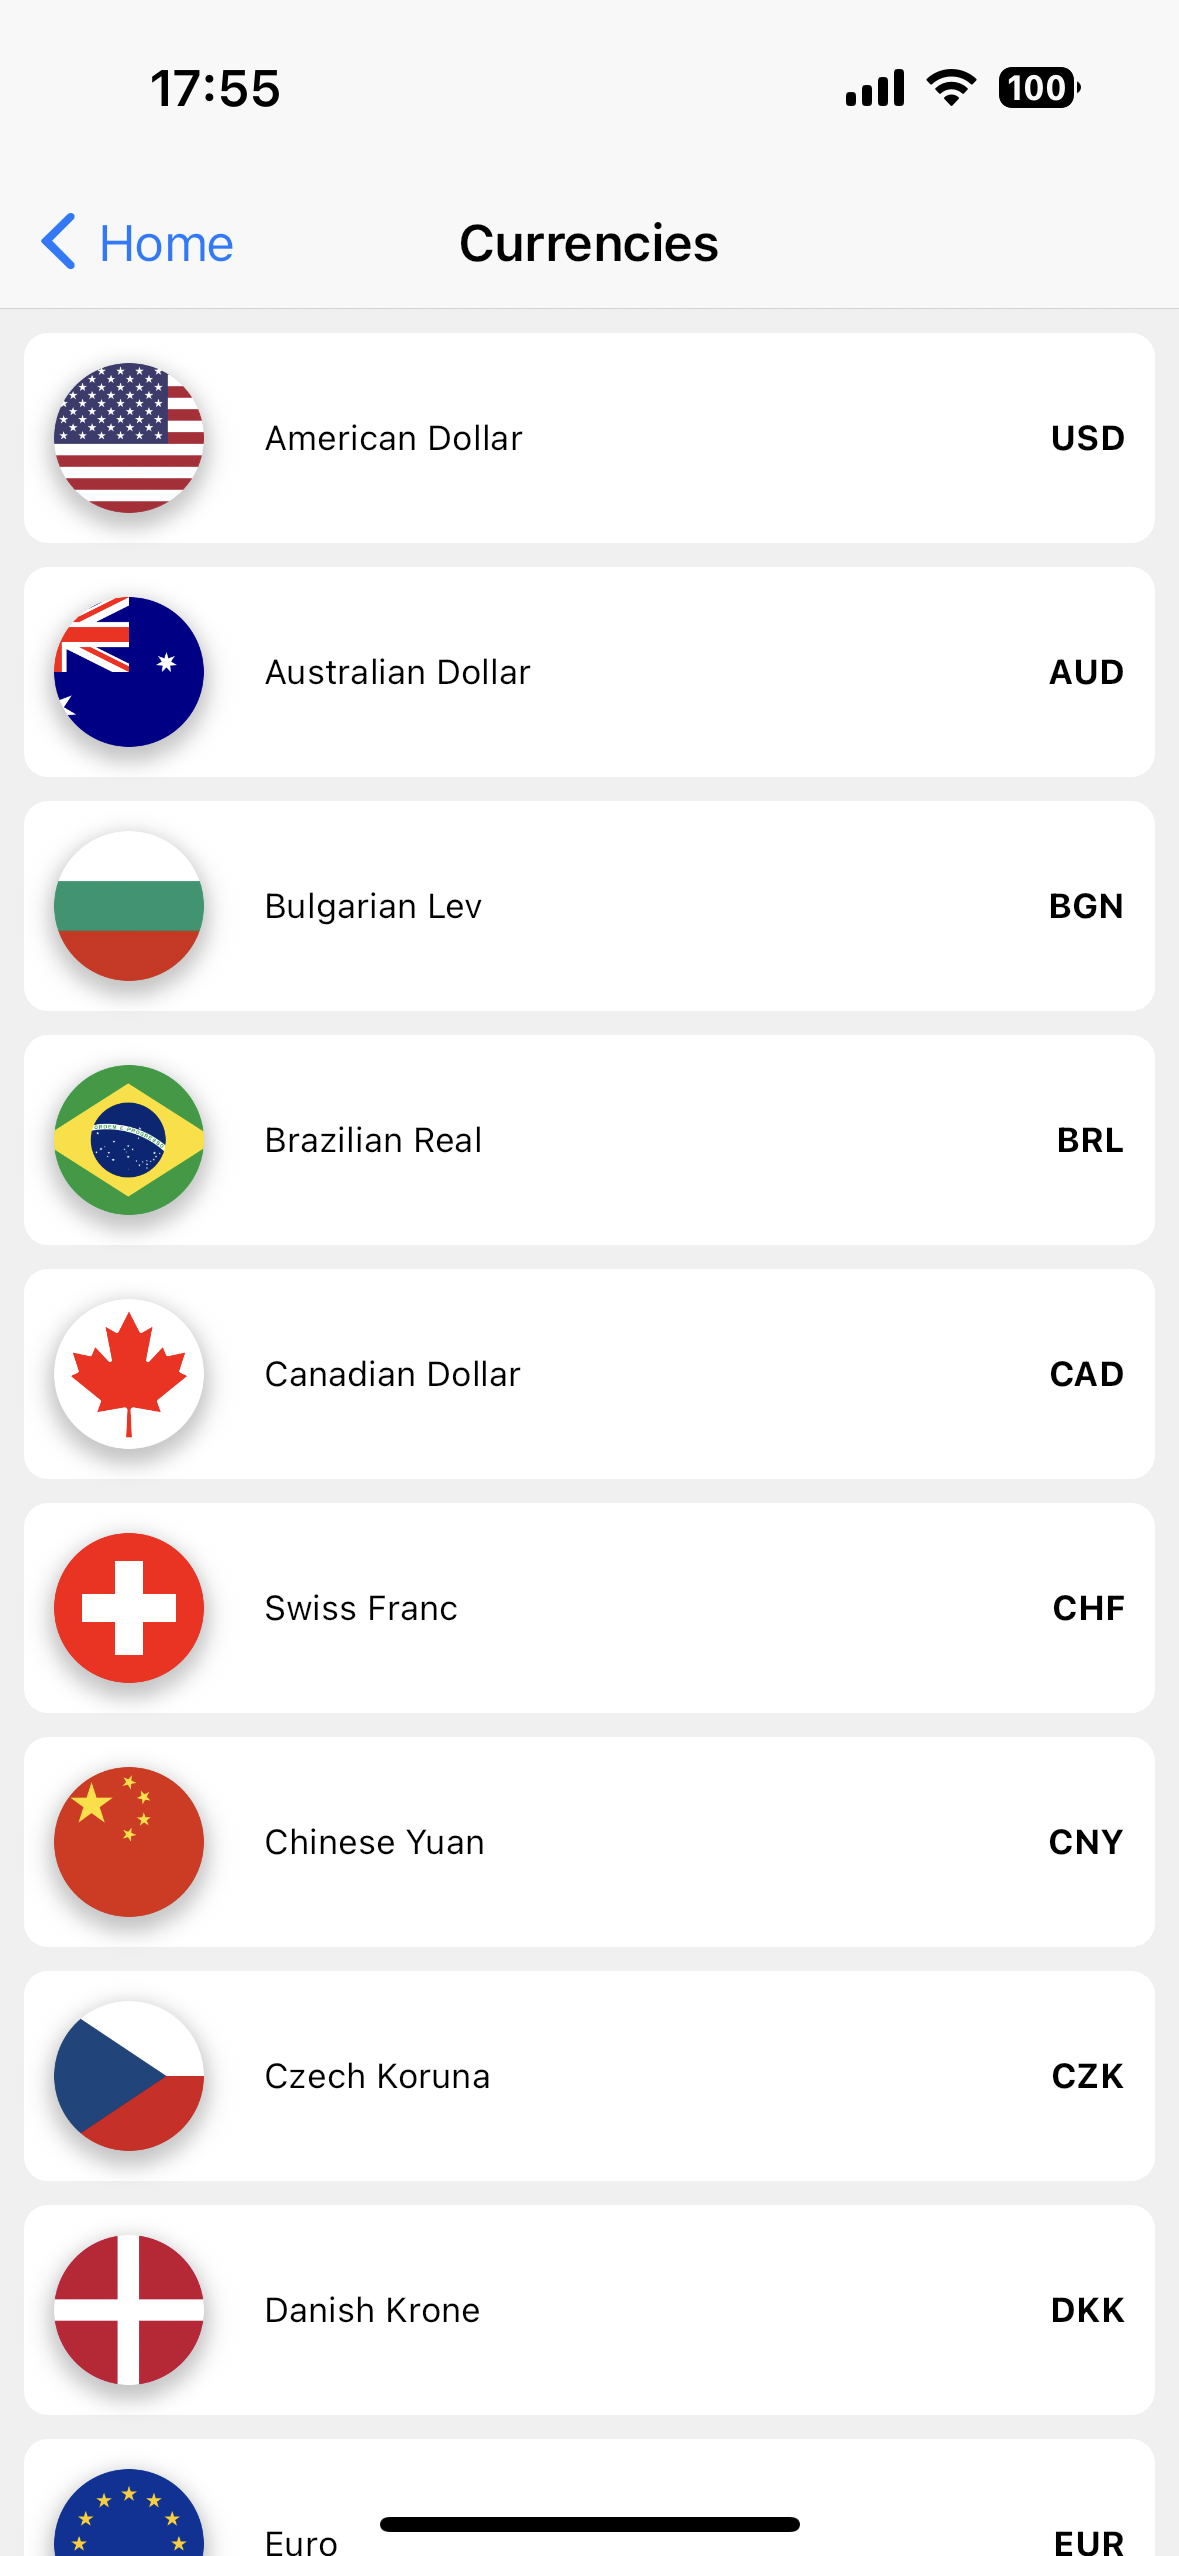 17:55
100
Home
Currencies
American Dollar USD
Australian Dollar AUD
Bulgarian Lev BGN
Brazilian Real BRL
Canadian Dollar CAD
Swiss Franc CHF
Chinese Yuan CNY
Czech Koruna CZK
Danish Krone DKK
Euro EUR